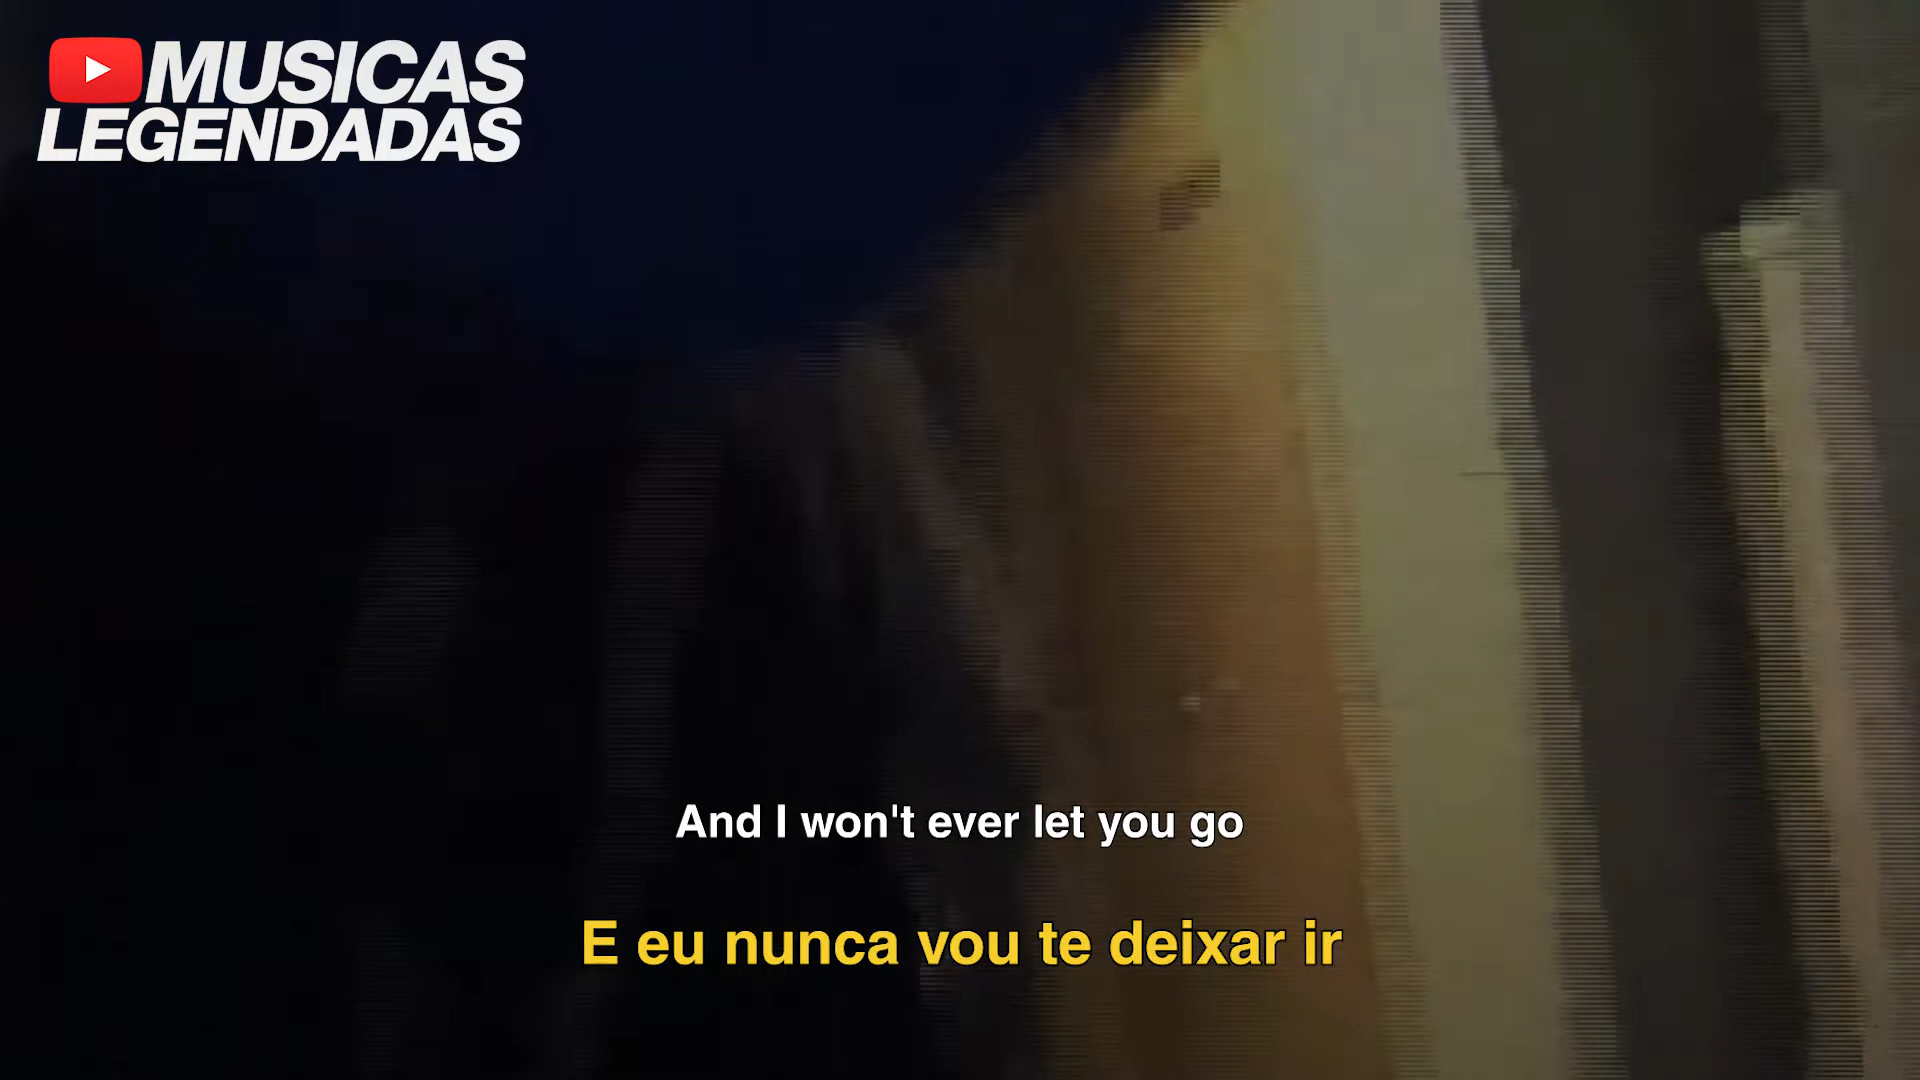 MUSICAS
LEGENDADAS
And I won't ever let you go
E eu nunca vou te deixar ir